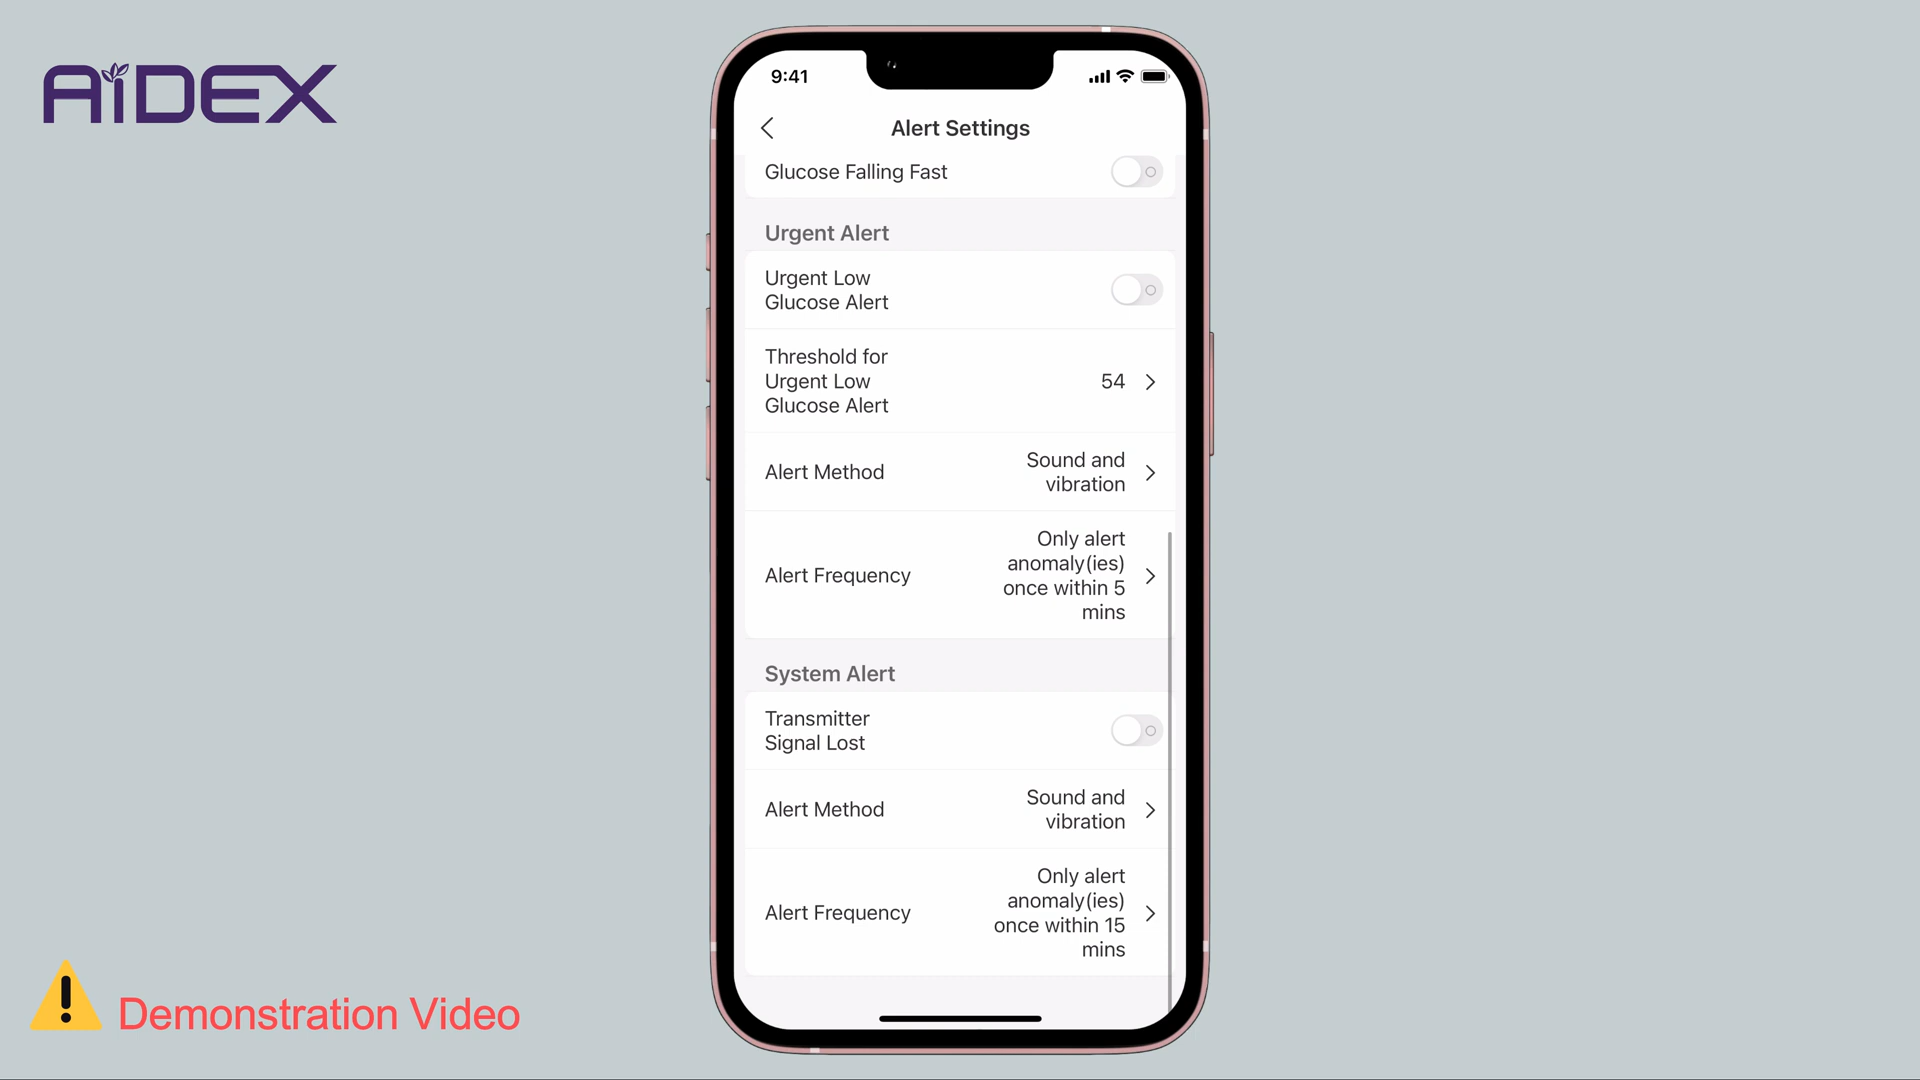 AiDEX
9:41
Alert Settings
Glucose Falling Fast
Urgent Alert
Urgent Low
Glucose Alert
Threshold for
Urgent Low
Glucose Alert
54
Alert Method
Sound and
vibration
Alert Frequency
Only alert
anomaly(ies)
once within 5
mins
System Alert
Transmitter
Signal Lost
Alert Method
Sound and
vibration
Alert Frequency
Only alert
anomaly(ies)
once within 15
mins
Demonstration Video